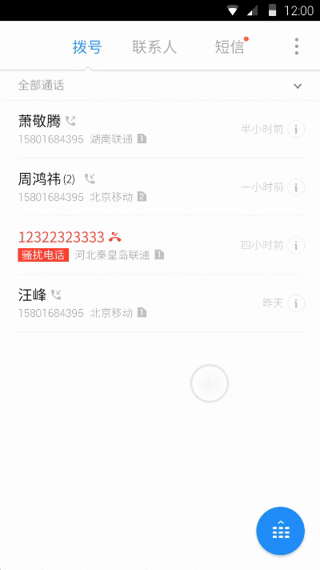 12:00
拨号 联系人 短信
全部通话
萧敬腾
半小时前
15801684395 湖南联通 1
周鸿祎(2)
一小时前
15801684395 北京移动 2
12322323333
四小时前
骚扰电话 河北秦皇岛联通 1
汪峰
昨天
15801684395 北京移动 1